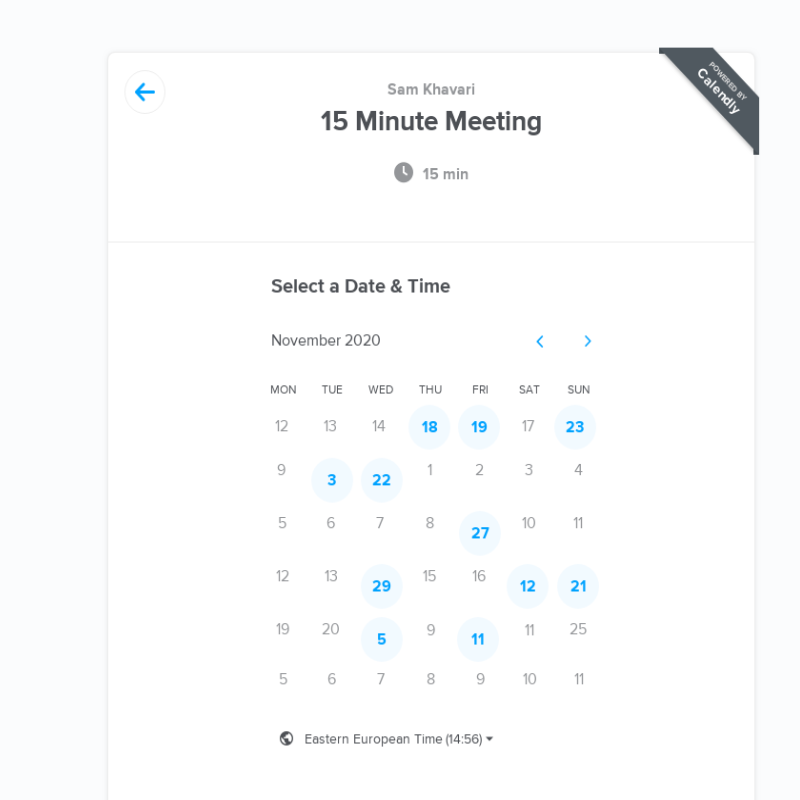 Sam Khavari
POWERED BY
Calendly
15 Minute Meeting
15 min
Select a Date & Time
November 2020
MON TUE WED THU FRI SAT SUN
12 13 14 18 19 17 23
9 3 22 1 2 3 4
5 6 7 8 27 10 11
12 13 29 15 16 12 21
19 20 5 9 11 11 25
5 6 7 8 9 10 11
Eastern European Time (14:56)